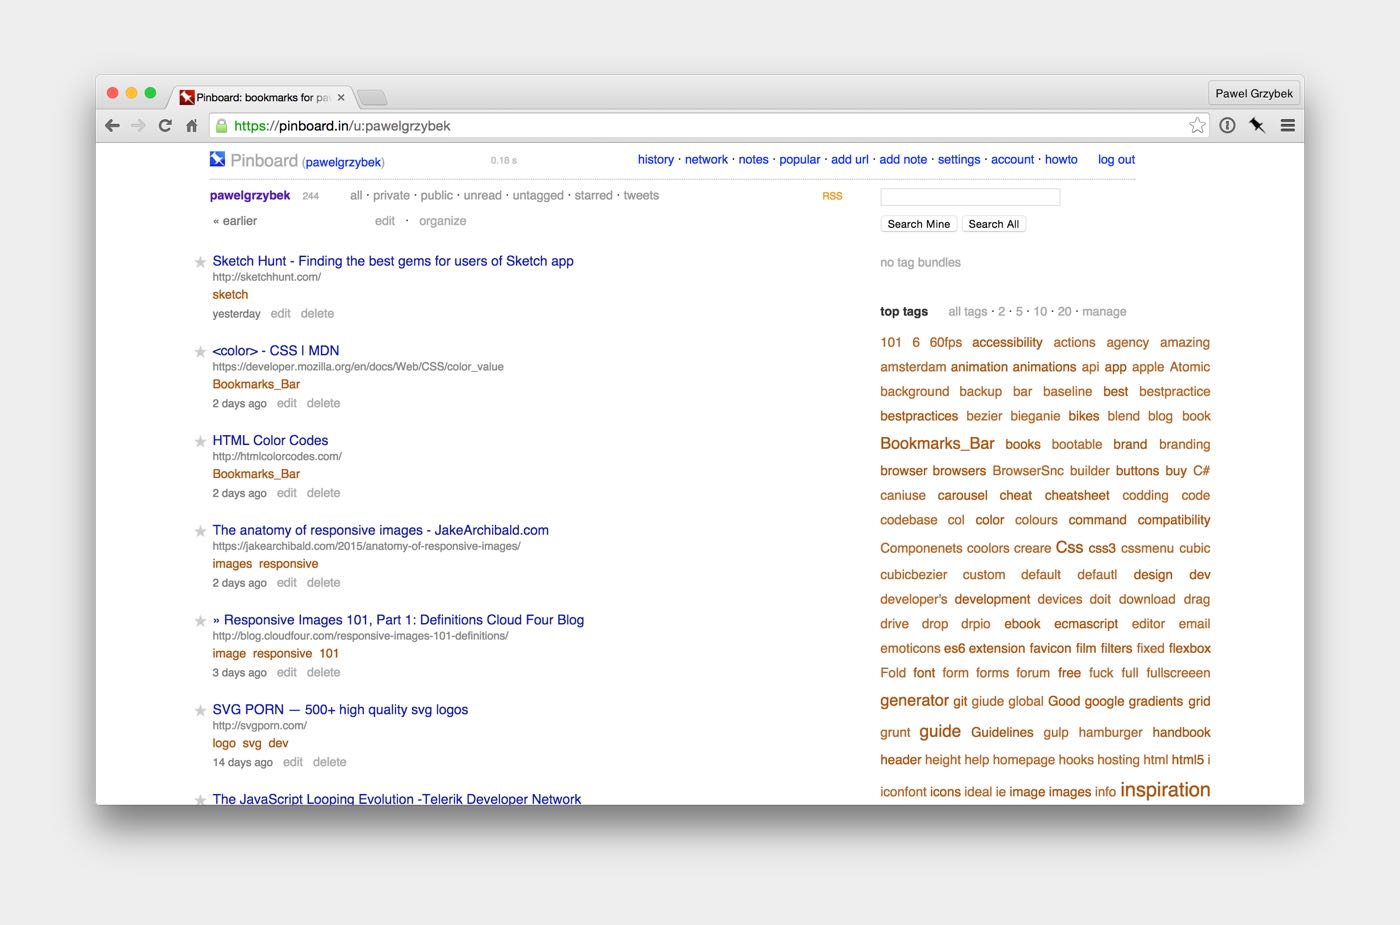 Pinboard: bookmarks for pa
Pawel Grzybek
https://pinboard.in/u:pawelgrzybek
Pinboard (pawelgrzybek) 0.18 s history · network · notes · popular · add url · add note · settings · account · howto log out
pawelgrzybek 244 all · private · public · unread · untagged · starred · tweets RSS
« earlier edit · organize
Sketch Hunt - Finding the best gems for users of Sketch app
http://sketchhunt.com/
sketch
yesterday edit delete
<color> - CSS | MDN
https://developer.mozilla.org/en/docs/Web/CSS/color_value
Bookmarks_Bar
2 days ago edit delete
HTML Color Codes
http://htmlcolorcodes.com/
Bookmarks_Bar
2 days ago edit delete
The anatomy of responsive images - JakeArchibald.com
https://jakearchibald.com/2015/anatomy-of-responsive-images/
images responsive
2 days ago edit delete
» Responsive Images 101, Part 1: Definitions Cloud Four Blog
http://blog.cloudfour.com/responsive-images-101-definitions/
image responsive 101
3 days ago edit delete
SVG PORN — 500+ high quality svg logos
http://svgporn.com/
logo svg dev
14 days ago edit delete
The JavaScript Looping Evolution -Telerik Developer Network
Search Mine Search All
no tag bundles
top tags all tags · 2 · 5 · 10 · 20 · manage
101 6 60fps accessibility actions agency amazing
amsterdam animation animations api app apple Atomic
background backup bar baseline best bestpractice
bestpractices bezier bieganie bikes blend blog book
Bookmarks_Bar books bootable brand branding
browser browsers BrowserSnc builder buttons buy C#
caniuse carousel cheat cheatsheet codding code
codebase col color colours command compatibility
Componenets coolors creare Css css3 cssmenu cubic
cubicbezier custom default defautl design dev
developer's development devices doit download drag
drive drop drpio ebook ecmascript editor email
emoticons es6 extension favicon film filters fixed flexbox
Fold font form forms forum free fuck full fullscreeen
generator git giude global Good google gradients grid
grunt guide Guidelines gulp hamburger handbook
header height help homepage hooks hosting html html5 i
iconfont icons ideal ie image images info inspiration